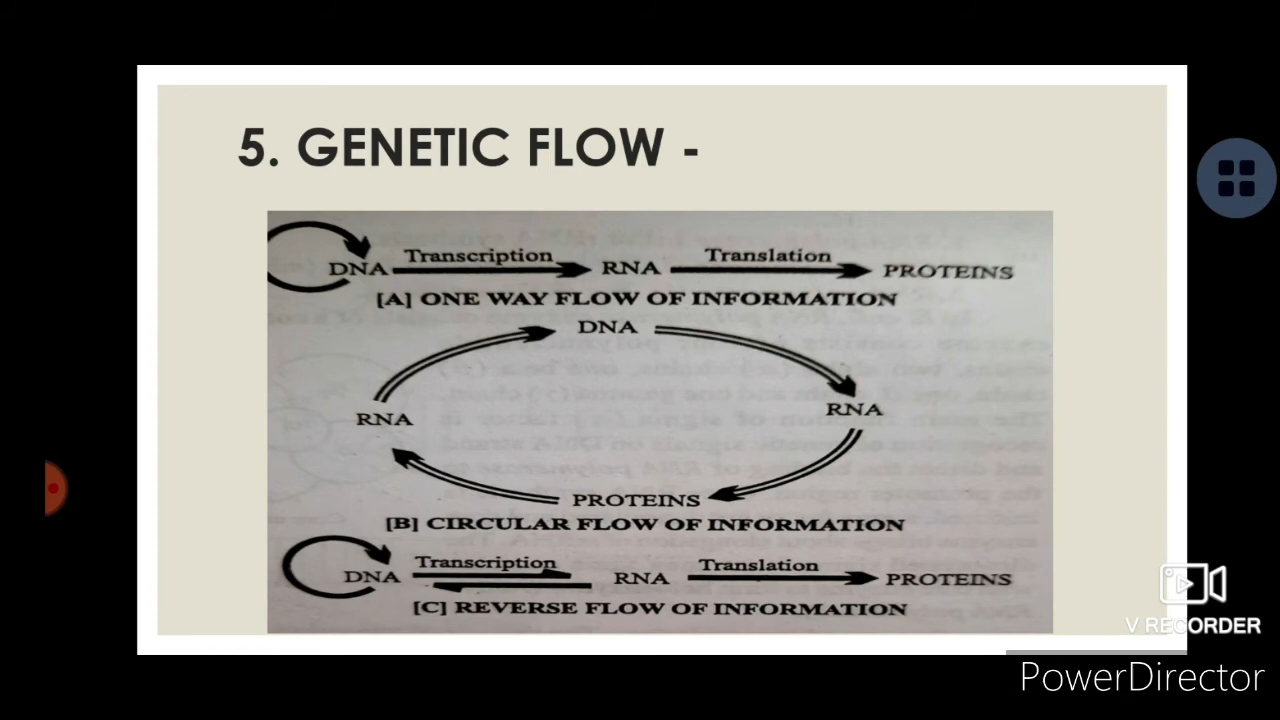 5. GENETIC FLOW -
DNA Transcription RNA Translation PROTEINS
[A] ONE WAY FLOW OF INFORMATION
DNA
RNA
RNA
PROTEINS
[B] CIRCULAR FLOW OF INFORMATION
DNA Transcription RNA Translation PROTEINS
[C] REVERSE FLOW OF INFORMATION
V RECORDER
PowerDirector